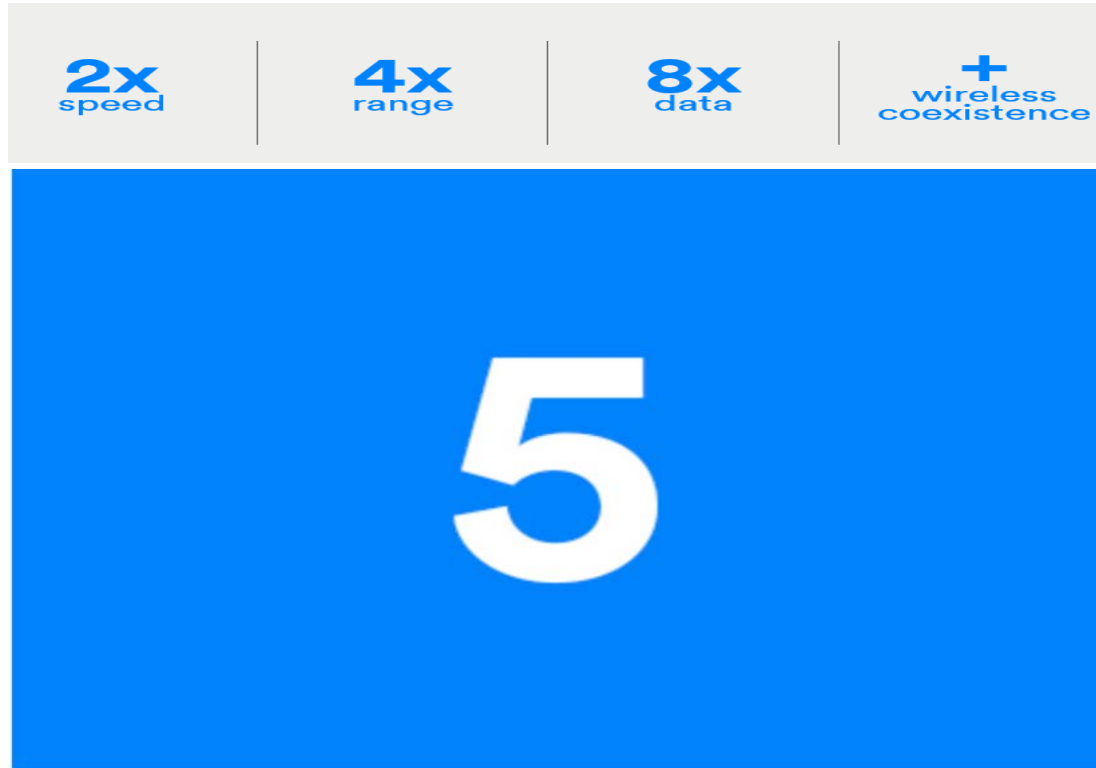 2x
speed
4x
range
8x
data
+
wireless
coexistence
5